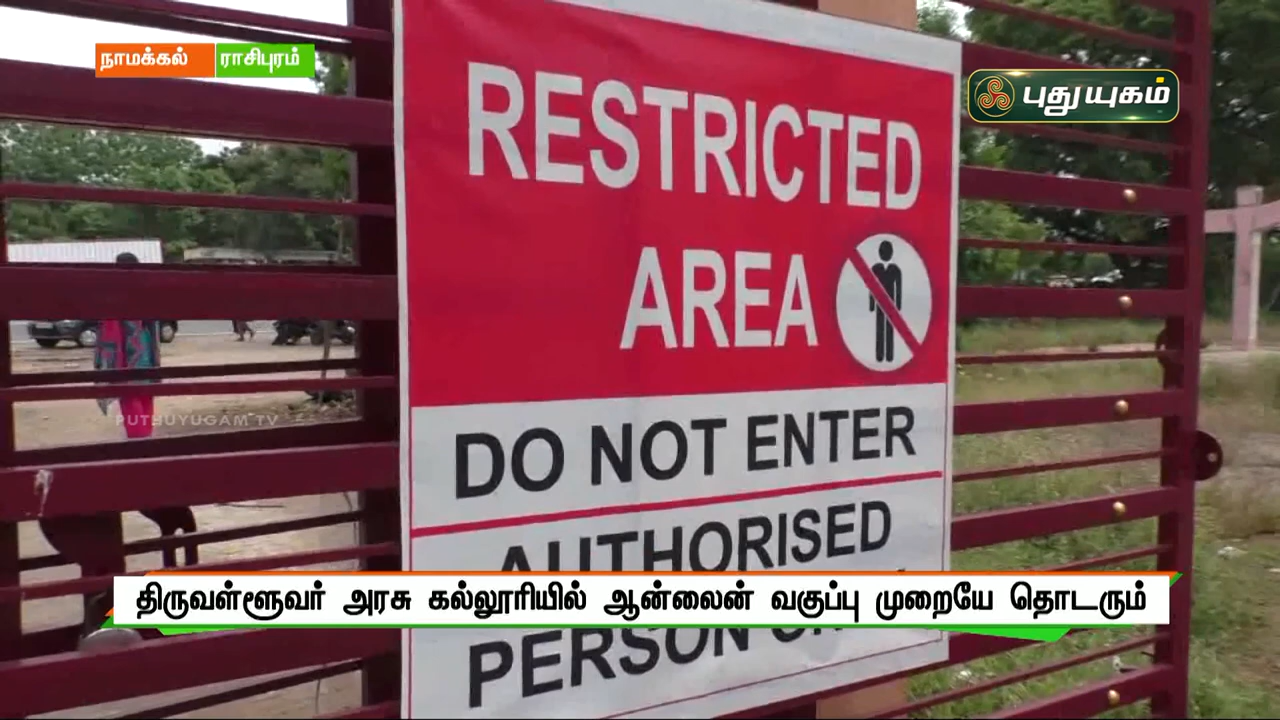 நாமக்கல் ராசிபுரம்
புதுயுகம்
RESTRICTED
AREA
DO NOT ENTER
AUTHORISED
PERSON
PUTHUYUGAM TV
திருவள்ளூவர் அரசு கல்லூரியில் ஆன்லைன் வகுப்பு முறையே தொடரும்